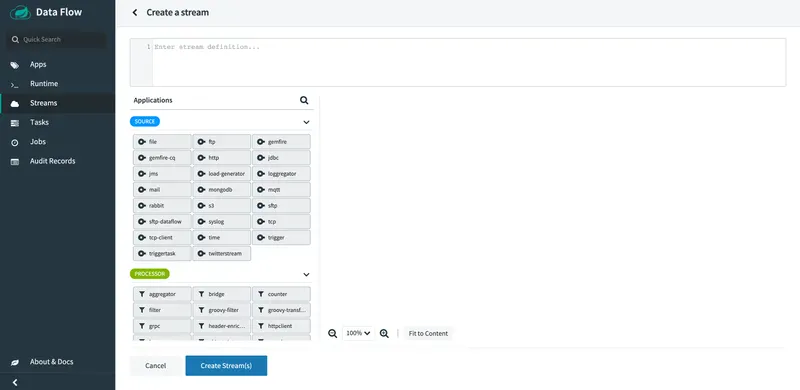 Data Flow
Create a stream
Quick Search
1 Enter stream definition...
Apps
Runtime
Streams
Tasks
Jobs
Audit Records
About & Docs
Applications
SOURCE
file ftp gemfire
gemfire-cq http jdbc
jms load-generator loggregator
mail mongodb mqtt
rabbit s3 sftp
sftp-dataflow syslog tcp
tcp-client time trigger
triggertask twitterstream
PROCESSOR
aggregator bridge counter
filter groovy-filter groovy-transf...
grpc header-enric... httpclient
100% Fit to Content
Cancel Create Stream(s)